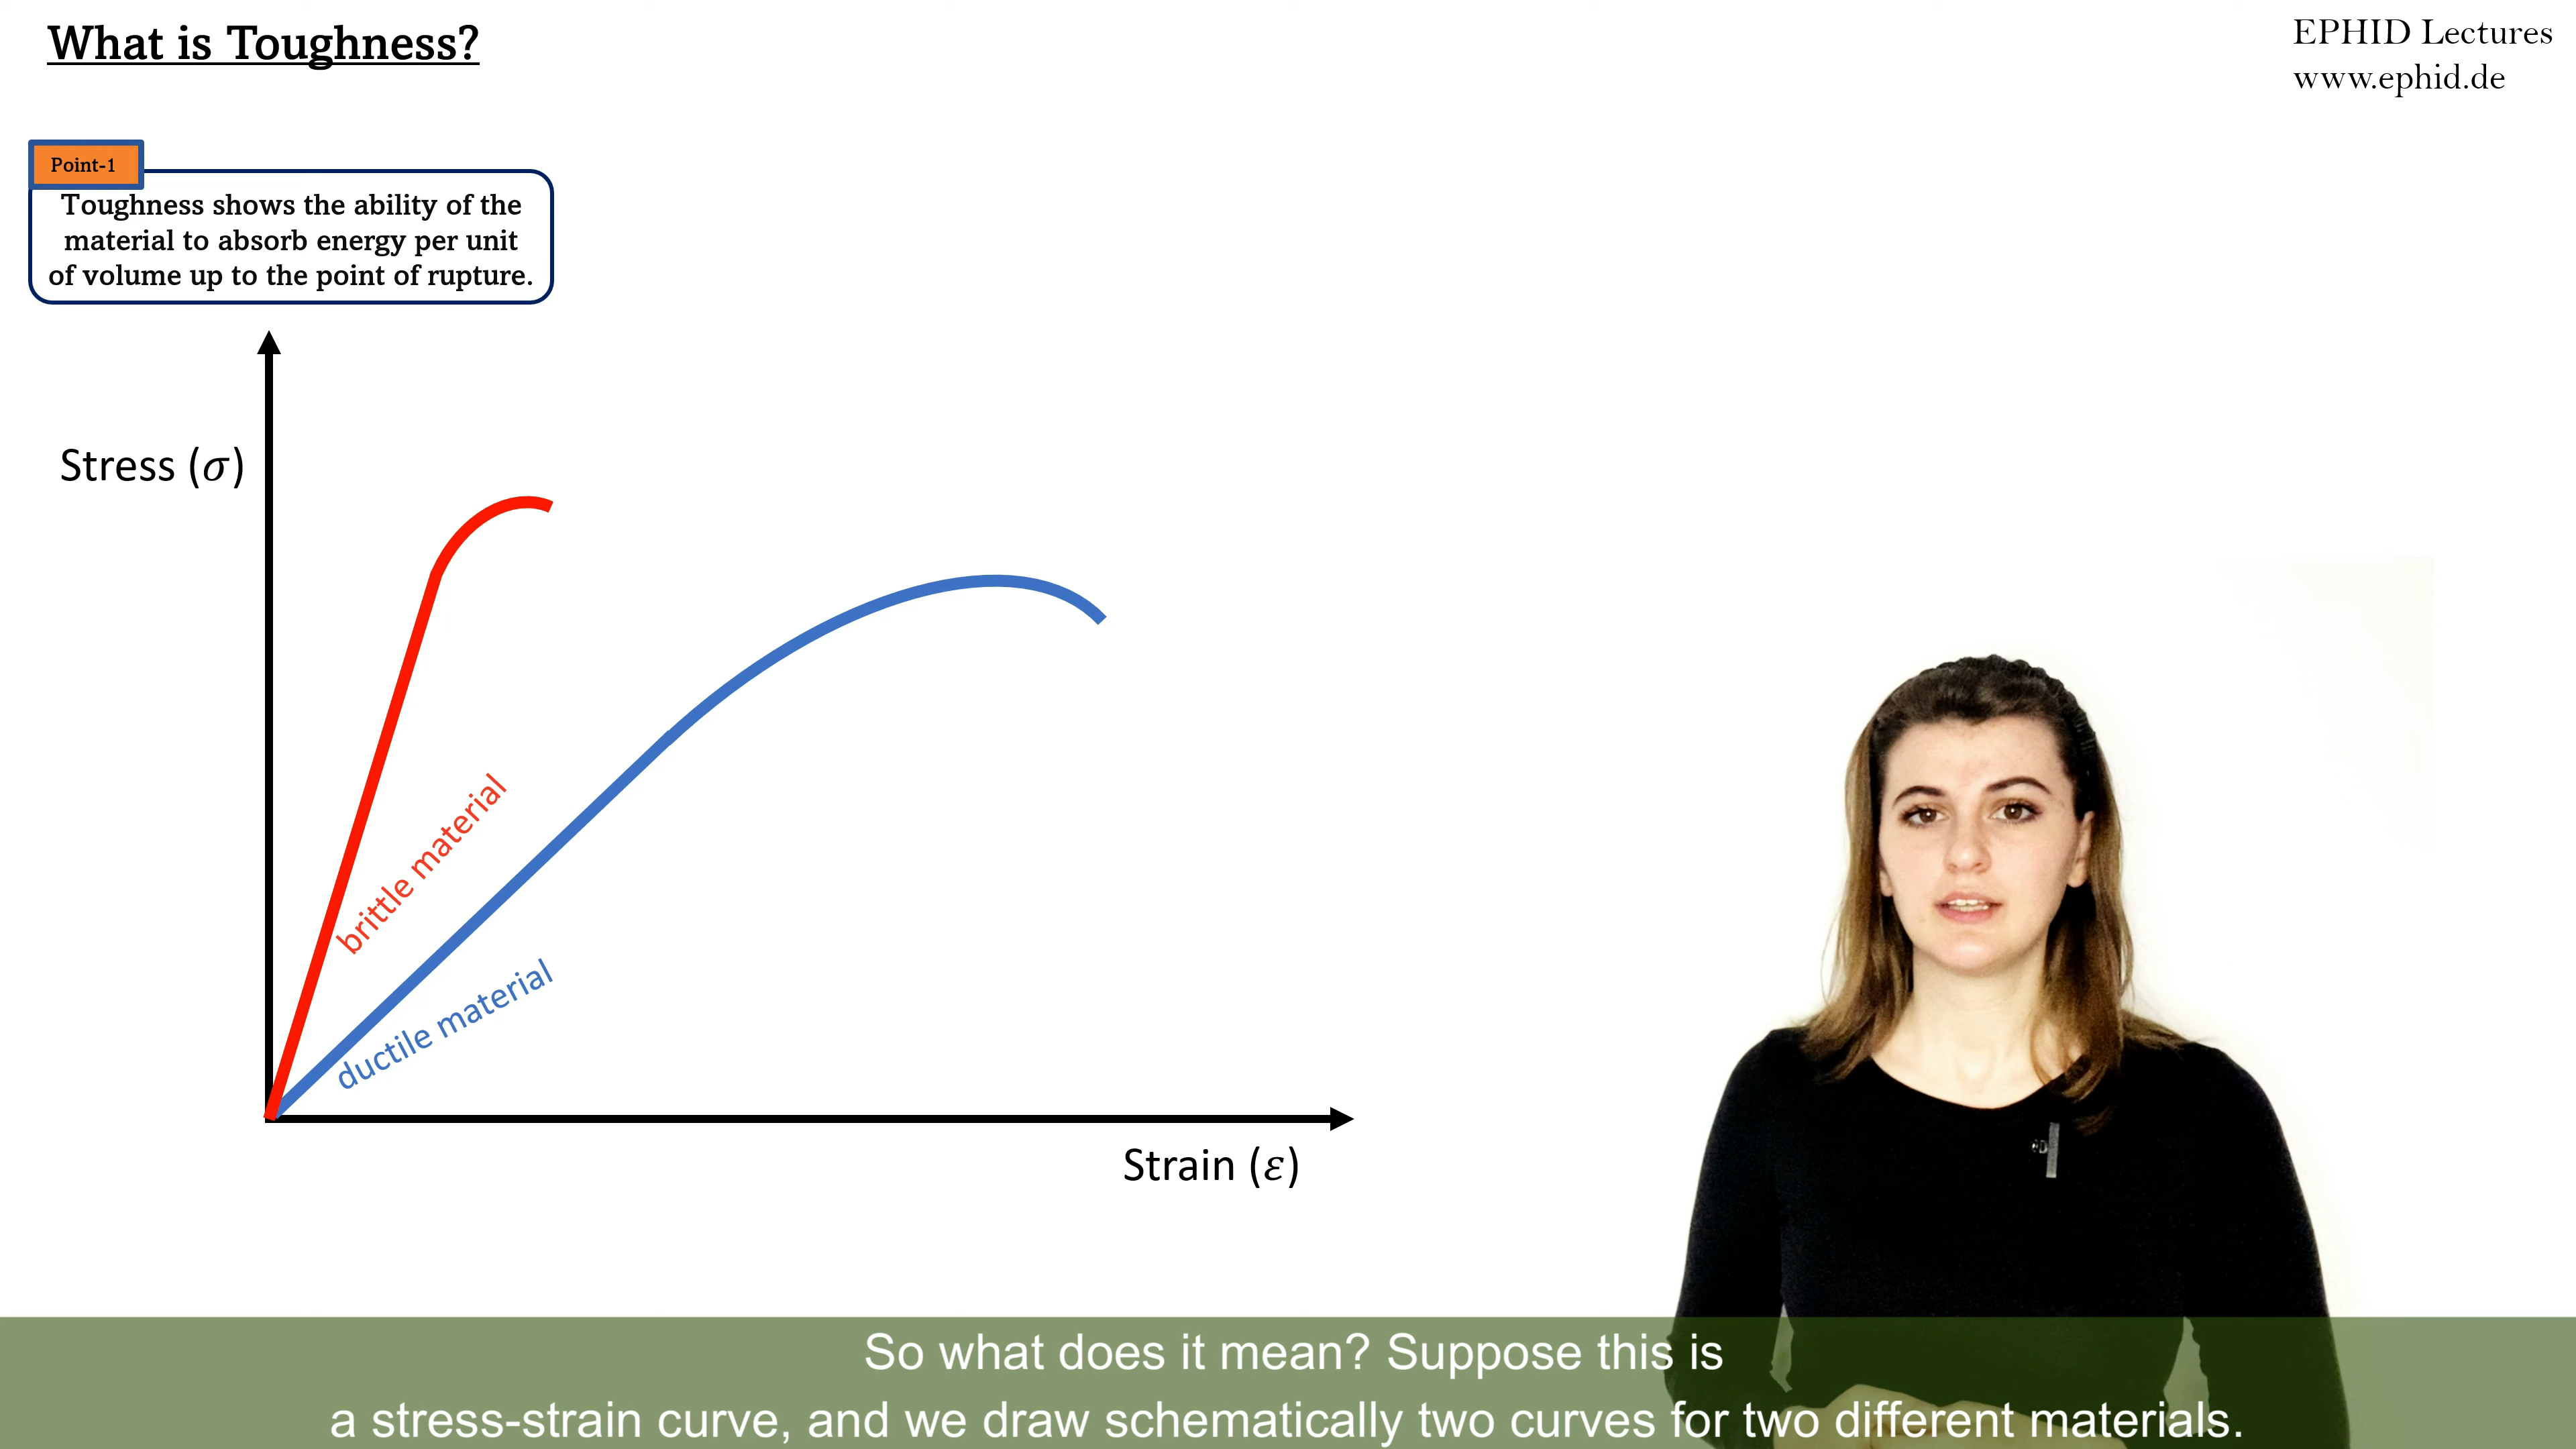 What is Toughness?
EPHID Lectures
www.ephid.de
Point-1
Toughness shows the ability of the
material to absorb energy per unit
of volume up to the point of rupture.
Stress (σ)
brittle material
ductile material
Strain (ε)
So what does it mean? Suppose this is
a stress-strain curve, and we draw schematically two curves for two different materials.